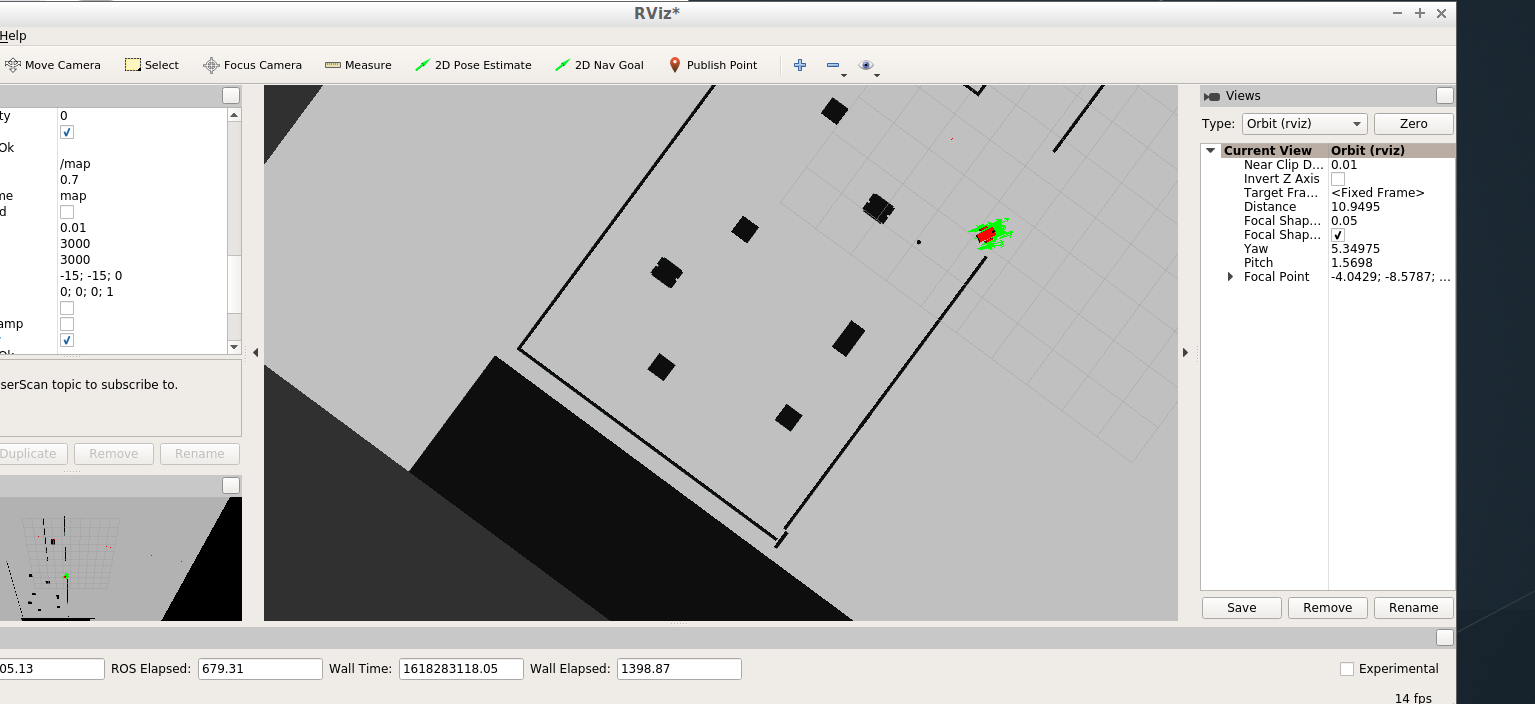 RViz*
Help
Move Camera Select Focus Camera Measure 2D Pose Estimate 2D Nav Goal Publish Point
ty 0
Ok
/map
0.7
me map
d
0.01
3000
3000
-15; -15; 0
0; 0; 0; 1
amp
serScan topic to subscribe to.
Duplicate Remove Rename
Views
Type: Orbit (rviz) Zero
Current View Orbit (rviz)
Near Clip D... 0.01
Invert Z Axis
Target Fra... <Fixed Frame>
Distance 10.9495
Focal Shap... 0.05
Focal Shap...
Yaw 5.34975
Pitch 1.5698
Focal Point -4.0429; -8.5787; ...
Save Remove Rename
05.13 ROS Elapsed: 679.31 Wall Time: 1618283118.05 Wall Elapsed: 1398.87 Experimental
14 fps